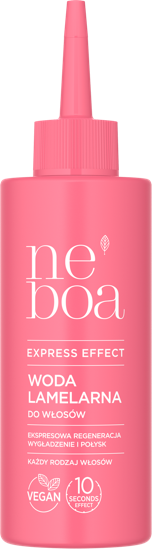 ne
boa
EXPRESS EFFECT
WODA
LAMELARNA
DO WŁOSÓW
EKSPRESOWA REGENERACJA
WYGŁADZENIE I POŁYSK
KAŻDY RODZAJ WŁOSÓW
VEGAN
10
SECONDS
EFFECT